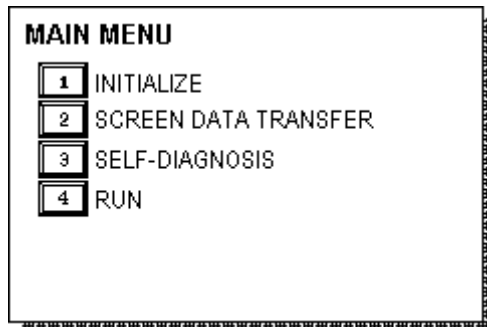 MAIN MENU
1 INITIALIZE
2 SCREEN DATA TRANSFER
3 SELF-DIAGNOSIS
4 RUN